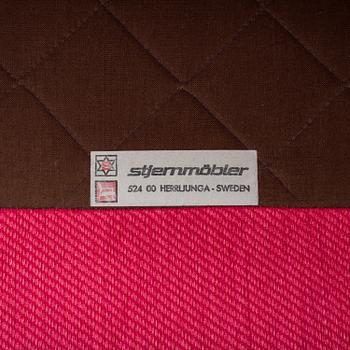 stjernmöbler
524 00 HERRLJUNGA - SWEDEN